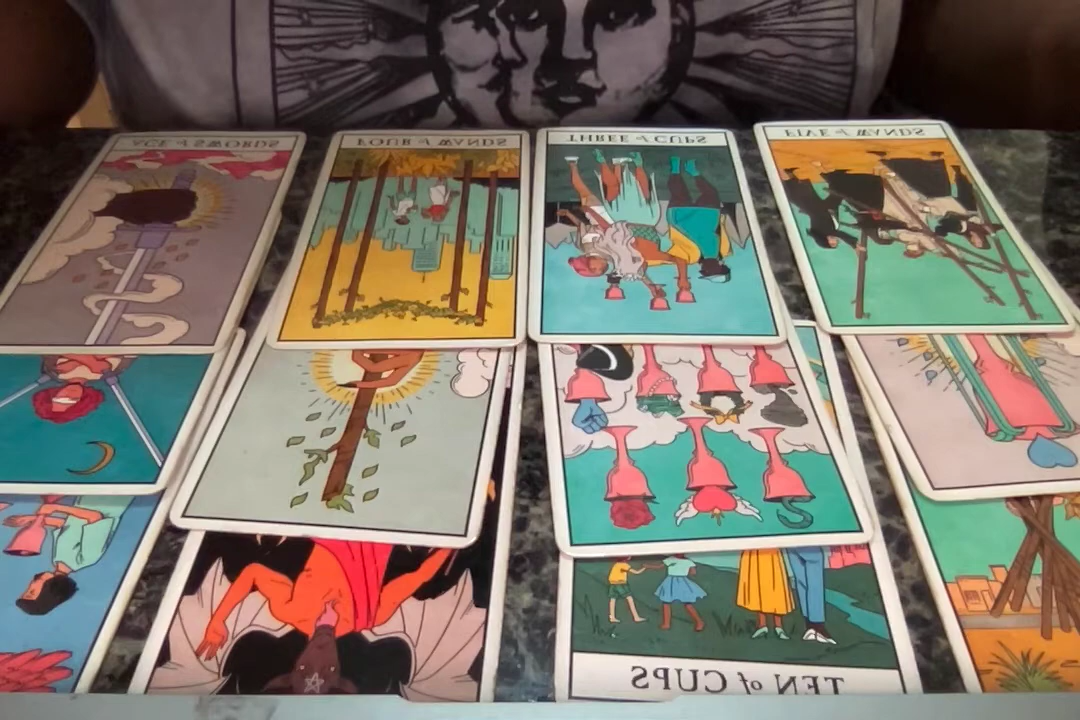 ACE of SWORDS
FOUR of WANDS
THREE of CUPS
FIVE of WANDS
TEN of CUPS